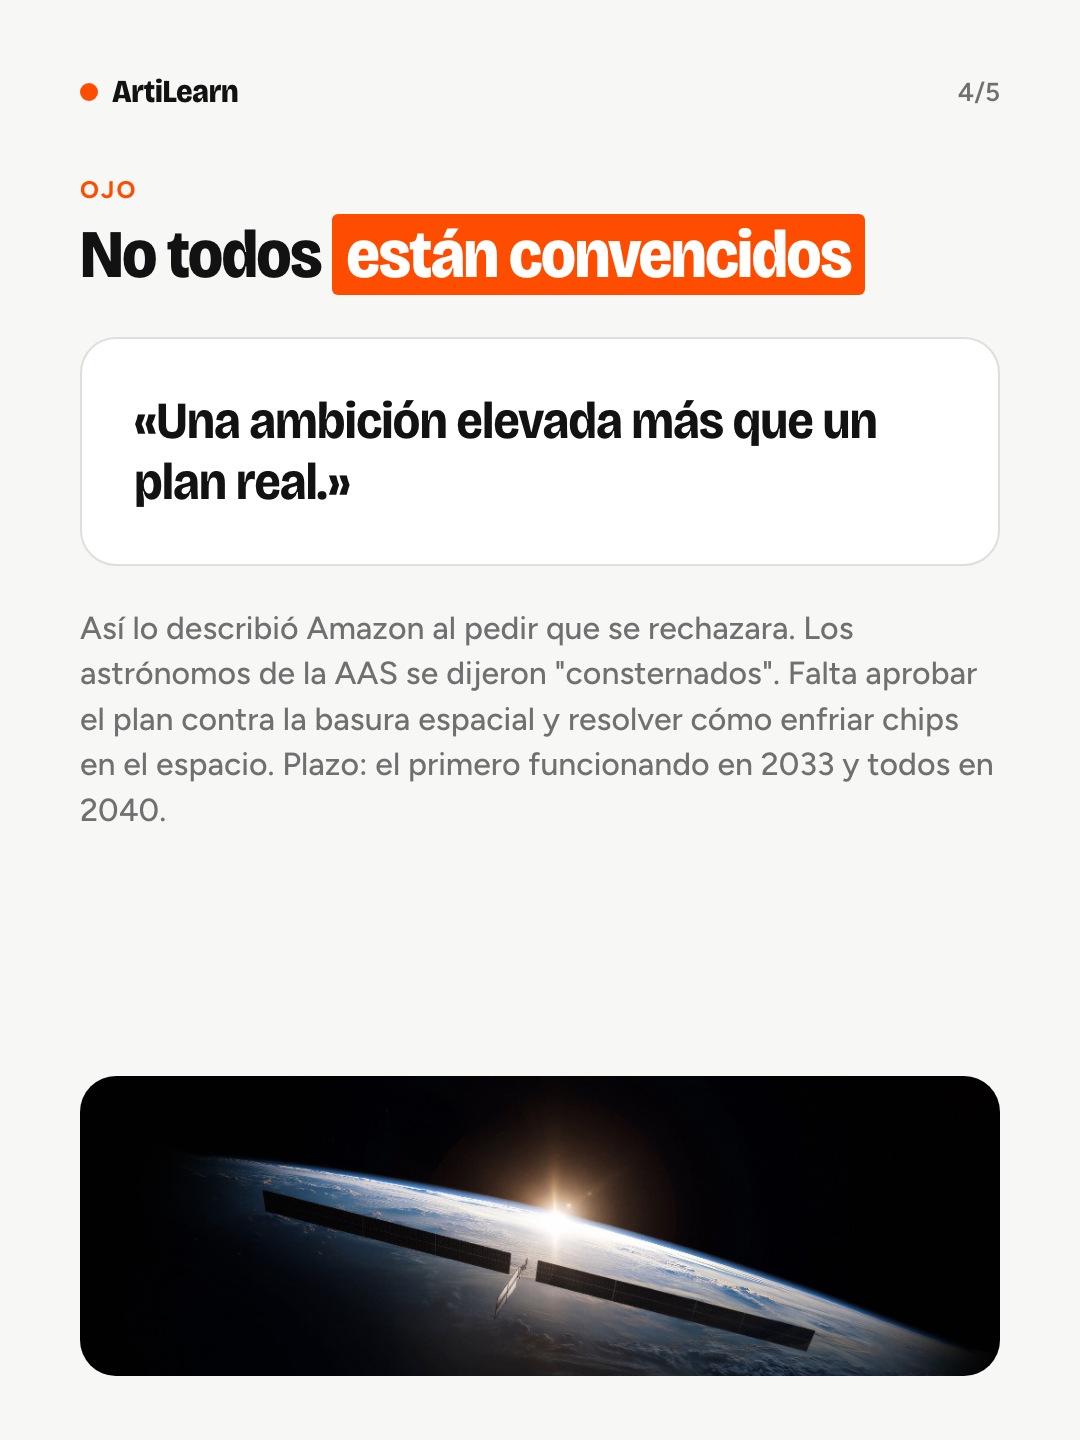 ArtiLearn
4/5
OJO
No todos están convencidos
«Una ambición elevada más que un
plan real.»
Así lo describió Amazon al pedir que se rechazara. Los
astrónomos de la AAS se dijeron "consternados". Falta aprobar
el plan contra la basura espacial y resolver cómo enfriar chips
en el espacio. Plazo: el primero funcionando en 2033 y todos en
2040.